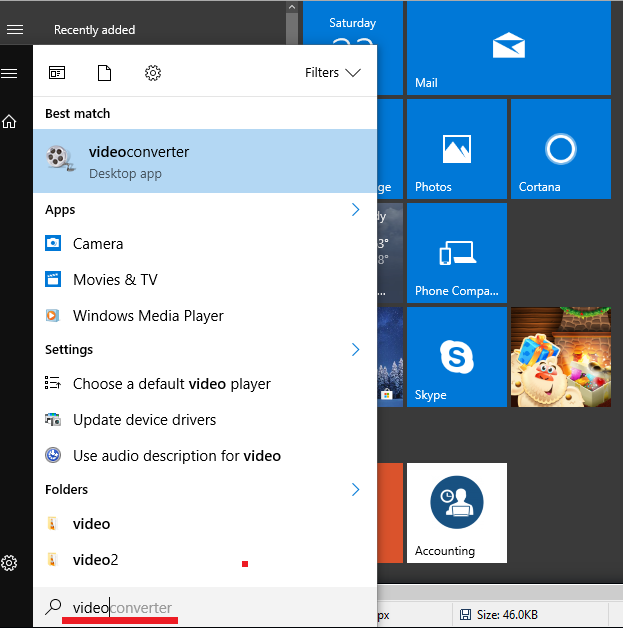 Recently added
Saturday
Mail
Filters
Best match
videoconverter
Desktop app
ge
Photos
Cortana
Apps
Camera
Movies & TV
Windows Media Player
dy
3°
8°
...
Phone Compa...
Settings
Choose a default video player
Update device drivers
Use audio description for video
Skype
Folders
video
video2
Accounting
videoconverter
px
Size: 46.0KB